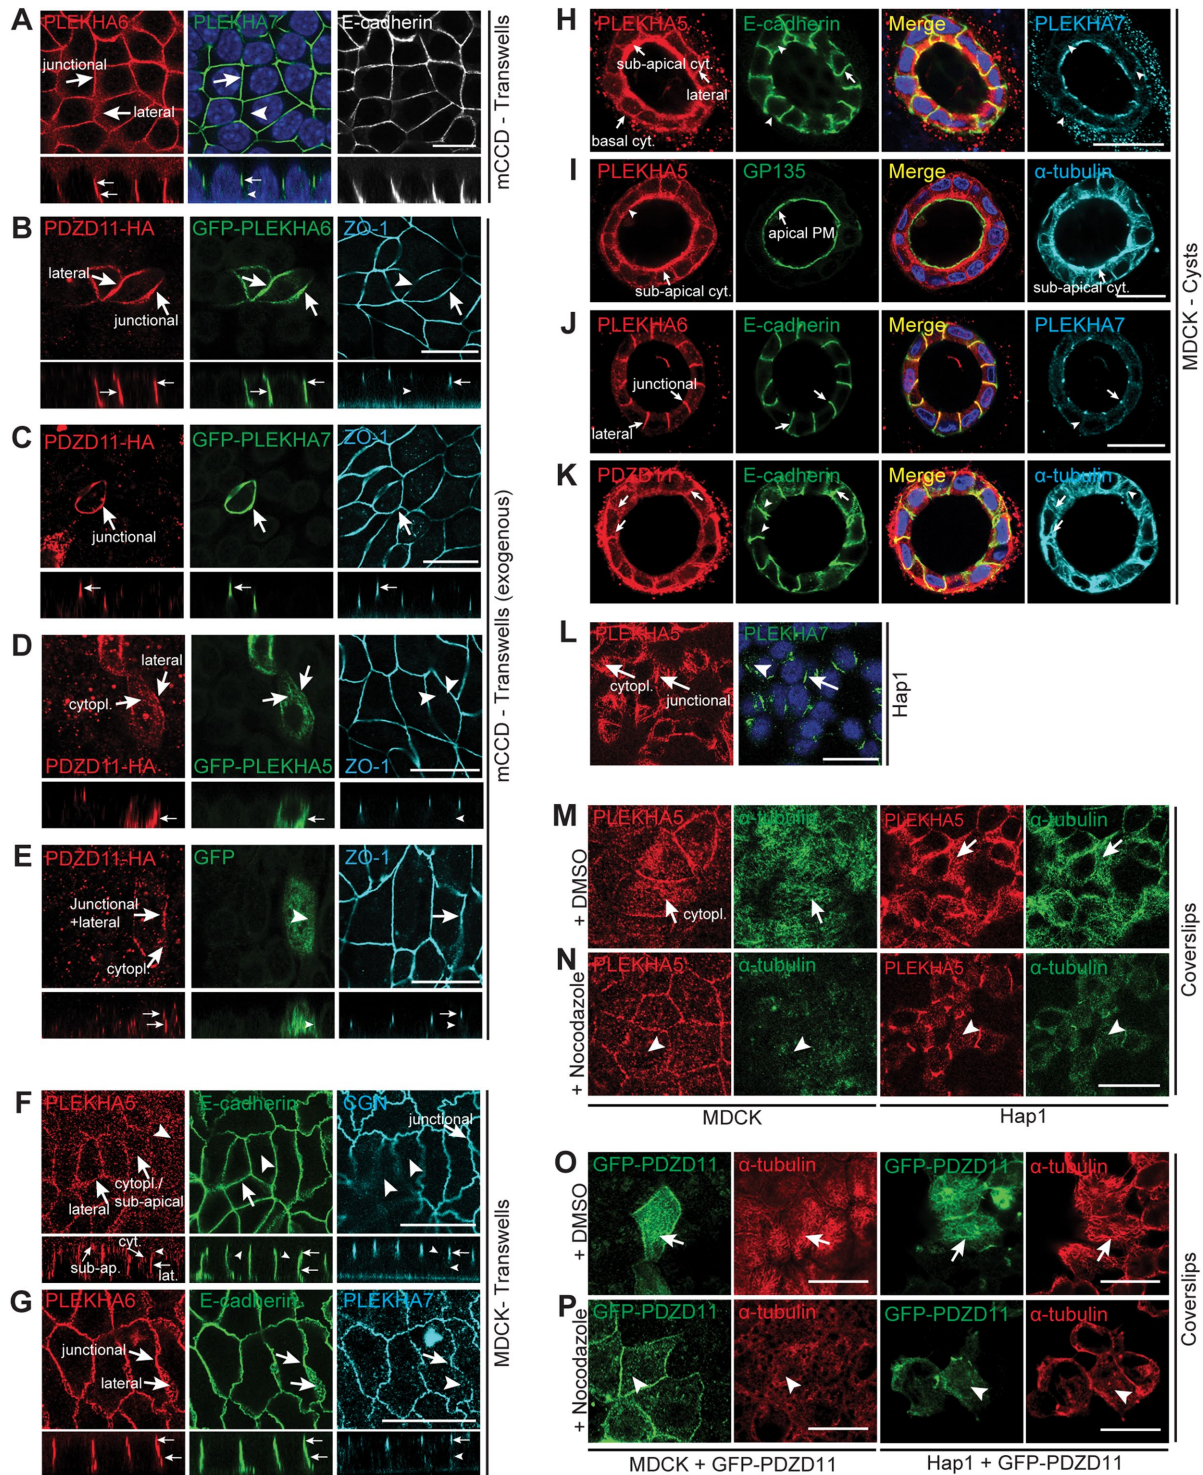 A
PLEKHA6
PLEKHA7
E-cadherin
junctional
lateral
mCCD - Transwells
B
PDZD11-HA
GFP-PLEKHA6
ZO-1
lateral
junctional
C
PDZD11-HA
GFP-PLEKHA7
ZO-1
junctional
D
lateral
cytopl.
PDZD11-HA
GFP-PLEKHA5
ZO-1
E
PDZD11-HA
GFP
ZO-1
Junctional
+lateral
cytopl.
mCCD - Transwells (exogenous)
F
PLEKHA5
E-cadherin
CGN
junctional
cytopl./
sub-apical
lateral
cyt.
sub-ap.
lat.
G
PLEKHA6
E-cadherin
PLEKHA7
junctional
lateral
MDCK- Transwells
H
PLEKHA5
E-cadherin
Merge
PLEKHA7
sub-apical cyt.
lateral
basal cyt.
I
PLEKHA5
GP135
Merge
α-tubulin
apical PM
sub-apical cyt.
sub-apical cyt.
J
PLEKHA6
E-cadherin
Merge
PLEKHA7
junctional
lateral
K
PDZD11
E-cadherin
Merge
α-tubulin
MDCK - Cysts
L
PLEKHA5
PLEKHA7
cytopl.
junctional
Hap1
M
+ DMSO
PLEKHA5
α-tubulin
PLEKHA5
α-tubulin
cytopl.
N
+ Nocodazole
PLEKHA5
α-tubulin
PLEKHA5
α-tubulin
MDCK
Hap1
Coverslips
O
+ DMSO
GFP-PDZD11
α-tubulin
GFP-PDZD11
α-tubulin
P
+ Nocodazole
GFP-PDZD11
α-tubulin
GFP-PDZD11
α-tubulin
MDCK + GFP-PDZD11
Hap1 + GFP-PDZD11
Coverslips